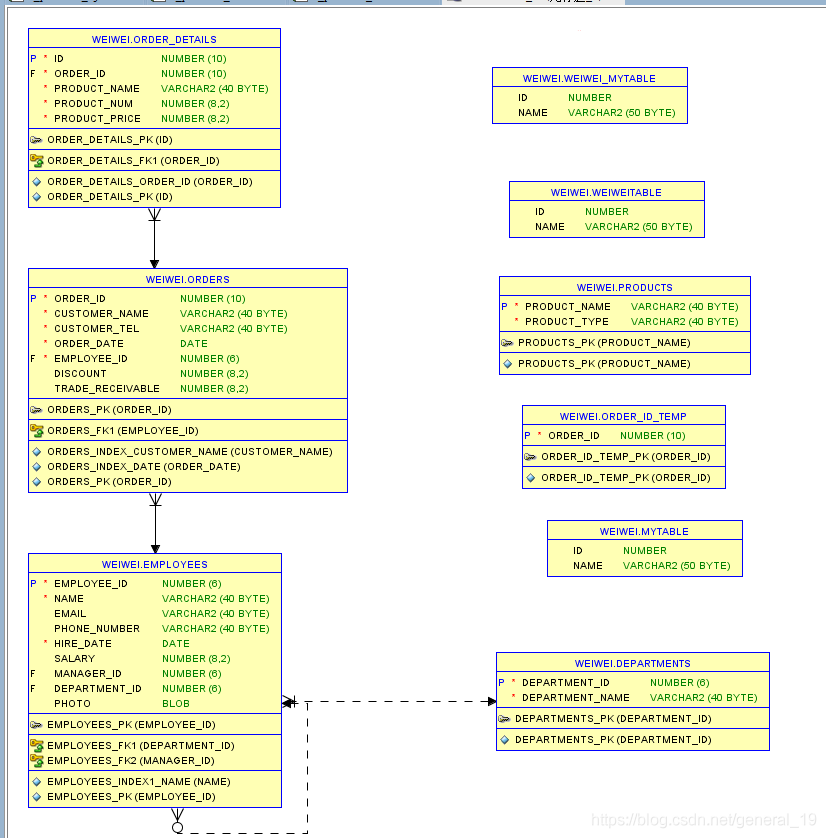 WEIWEI.ORDER_DETAILS
P * ID NUMBER (10)
F * ORDER_ID NUMBER (10)
* PRODUCT_NAME VARCHAR2 (40 BYTE)
* PRODUCT_NUM NUMBER (8,2)
* PRODUCT_PRICE NUMBER (8,2)
ORDER_DETAILS_PK (ID)
ORDER_DETAILS_FK1 (ORDER_ID)
ORDER_DETAILS_ORDER_ID (ORDER_ID)
ORDER_DETAILS_PK (ID)
WEIWEI.ORDERS
P * ORDER_ID NUMBER (10)
* CUSTOMER_NAME VARCHAR2 (40 BYTE)
* CUSTOMER_TEL VARCHAR2 (40 BYTE)
* ORDER_DATE DATE
F * EMPLOYEE_ID NUMBER (6)
DISCOUNT NUMBER (8,2)
TRADE_RECEIVABLE NUMBER (8,2)
ORDERS_PK (ORDER_ID)
ORDERS_FK1 (EMPLOYEE_ID)
ORDERS_INDEX_CUSTOMER_NAME (CUSTOMER_NAME)
ORDERS_INDEX_DATE (ORDER_DATE)
ORDERS_PK (ORDER_ID)
WEIWEI.EMPLOYEES
P * EMPLOYEE_ID NUMBER (6)
* NAME VARCHAR2 (40 BYTE)
EMAIL VARCHAR2 (40 BYTE)
PHONE_NUMBER VARCHAR2 (40 BYTE)
* HIRE_DATE DATE
SALARY NUMBER (8,2)
F MANAGER_ID NUMBER (6)
F DEPARTMENT_ID NUMBER (6)
PHOTO BLOB
EMPLOYEES_PK (EMPLOYEE_ID)
EMPLOYEES_FK1 (DEPARTMENT_ID)
EMPLOYEES_FK2 (MANAGER_ID)
EMPLOYEES_INDEX1_NAME (NAME)
EMPLOYEES_PK (EMPLOYEE_ID)
WEIWEI.WEIWEI_MYTABLE
ID NUMBER
NAME VARCHAR2 (50 BYTE)
WEIWEI.WEIWEITABLE
ID NUMBER
NAME VARCHAR2 (50 BYTE)
WEIWEI.PRODUCTS
P * PRODUCT_NAME VARCHAR2 (40 BYTE)
* PRODUCT_TYPE VARCHAR2 (40 BYTE)
PRODUCTS_PK (PRODUCT_NAME)
PRODUCTS_PK (PRODUCT_NAME)
WEIWEI.ORDER_ID_TEMP
P * ORDER_ID NUMBER (10)
ORDER_ID_TEMP_PK (ORDER_ID)
ORDER_ID_TEMP_PK (ORDER_ID)
WEIWEI.MYTABLE
ID NUMBER
NAME VARCHAR2 (50 BYTE)
WEIWEI.DEPARTMENTS
P * DEPARTMENT_ID NUMBER (6)
* DEPARTMENT_NAME VARCHAR2 (40 BYTE)
DEPARTMENTS_PK (DEPARTMENT_ID)
DEPARTMENTS_PK (DEPARTMENT_ID)
https://blog.csdn.net/general_19